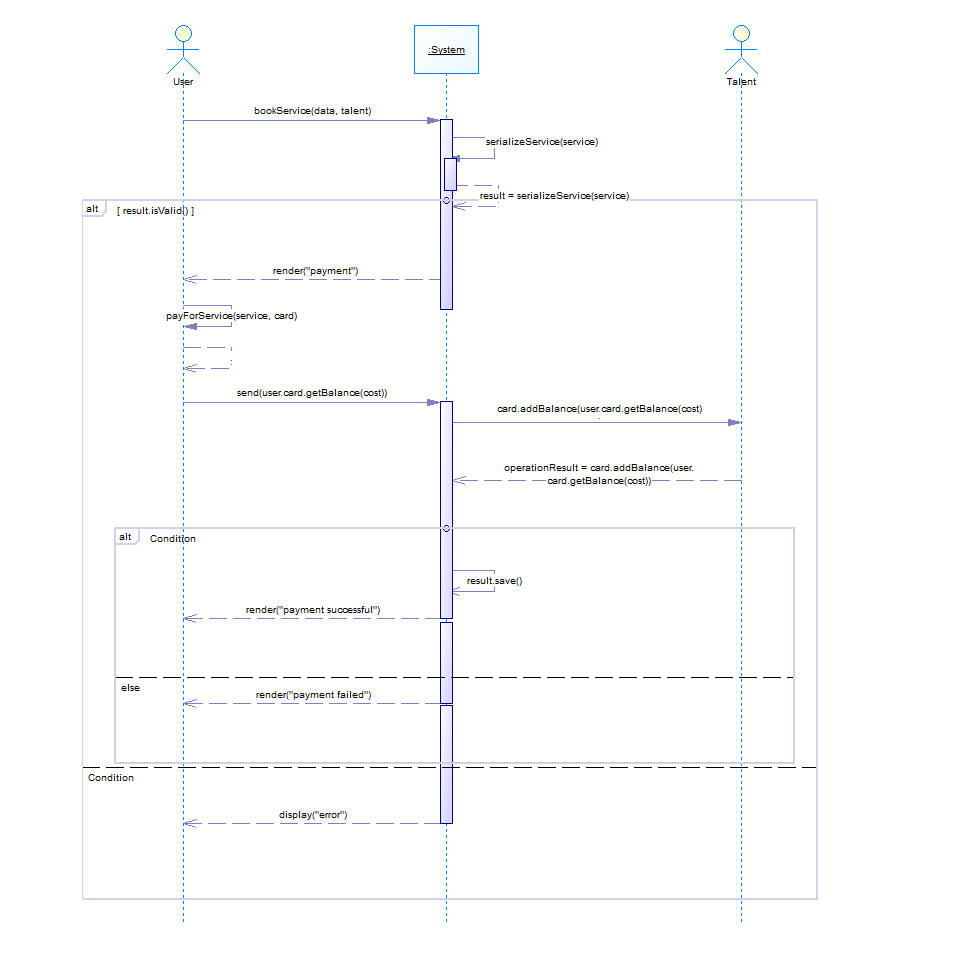 :System
User
Talent
bookService(data, talent)
serializeService(service)
result = serializeService(service)
alt
[ result.isValid() ]
render("payment")
payForService(service, card)
send(user.card.getBalance(cost))
card.addBalance(user.card.getBalance(cost)
operationResult = card.addBalance(user.
card.getBalance(cost))
alt
Condition
result.save()
render("payment successful")
else
render("payment failed")
Condition
display("error")